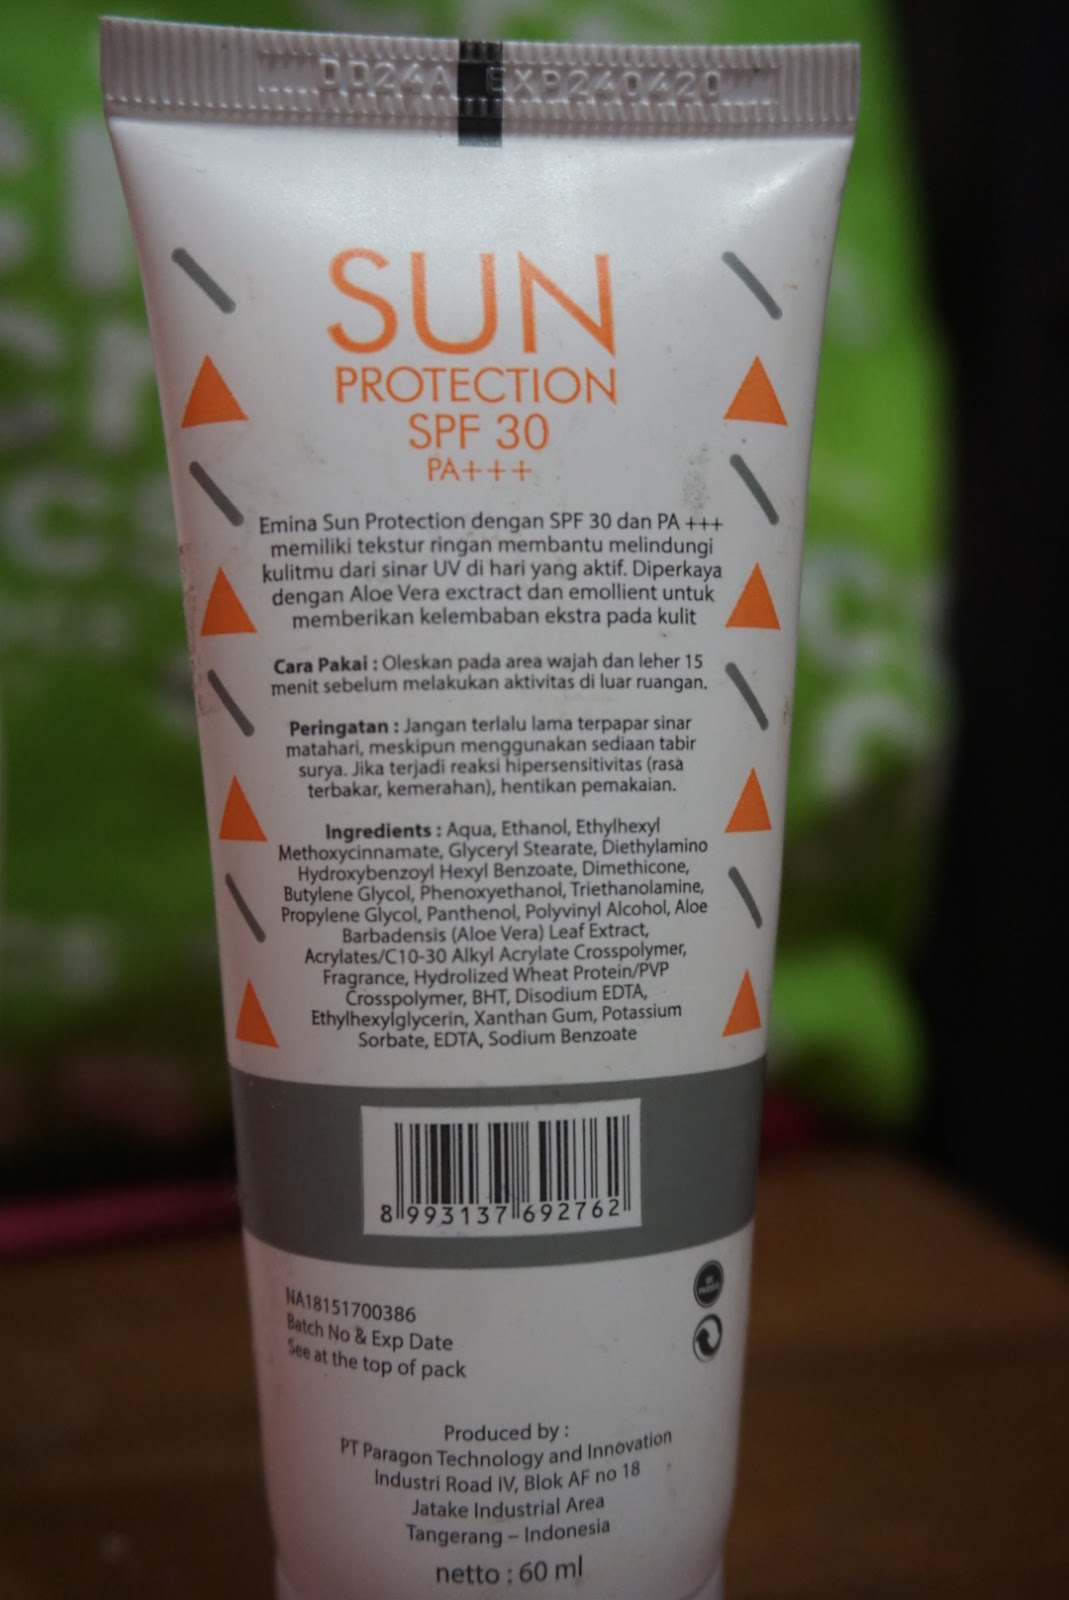 DD24A EXP240420
SUN
PROTECTION
SPF 30
PA+++
Emina Sun Protection dengan SPF 30 dan PA +++
memiliki tekstur ringan membantu melindungi
kulitmu dari sinar UV di hari yang aktif. Diperkaya
dengan Aloe Vera exctract dan emollient untuk
memberikan kelembaban ekstra pada kulit
Cara Pakai : Oleskan pada area wajah dan leher 15
menit sebelum melakukan aktivitas di luar ruangan.
Peringatan : Jangan terlalu lama terpapar sinar
matahari, meskipun menggunakan sediaan tabir
surya. Jika terjadi reaksi hipersensitivitas (rasa
terbakar, kemerahan), hentikan pemakaian.
Ingredients : Aqua, Ethanol, Ethylhexyl
Methoxycinnamate, Glyceryl Stearate, Diethylamino
Hydroxybenzoyl Hexyl Benzoate, Dimethicone,
Butylene Glycol, Phenoxyethanol, Triethanolamine,
Propylene Glycol, Panthenol, Polyvinyl Alcohol, Aloe
Barbadensis (Aloe Vera) Leaf Extract,
Acrylates/C10-30 Alkyl Acrylate Crosspolymer,
Fragrance, Hydrolized Wheat Protein/PVP
Crosspolymer, BHT, Disodium EDTA,
Ethylhexylglycerin, Xanthan Gum, Potassium
Sorbate, EDTA, Sodium Benzoate
8 993137 692762
NA18151700386
Batch No & Exp Date
See at the top of pack
Produced by :
PT Paragon Technology and Innovation
Industri Road IV, Blok AF no 18
Jatake Industrial Area
Tangerang – Indonesia
netto : 60 ml